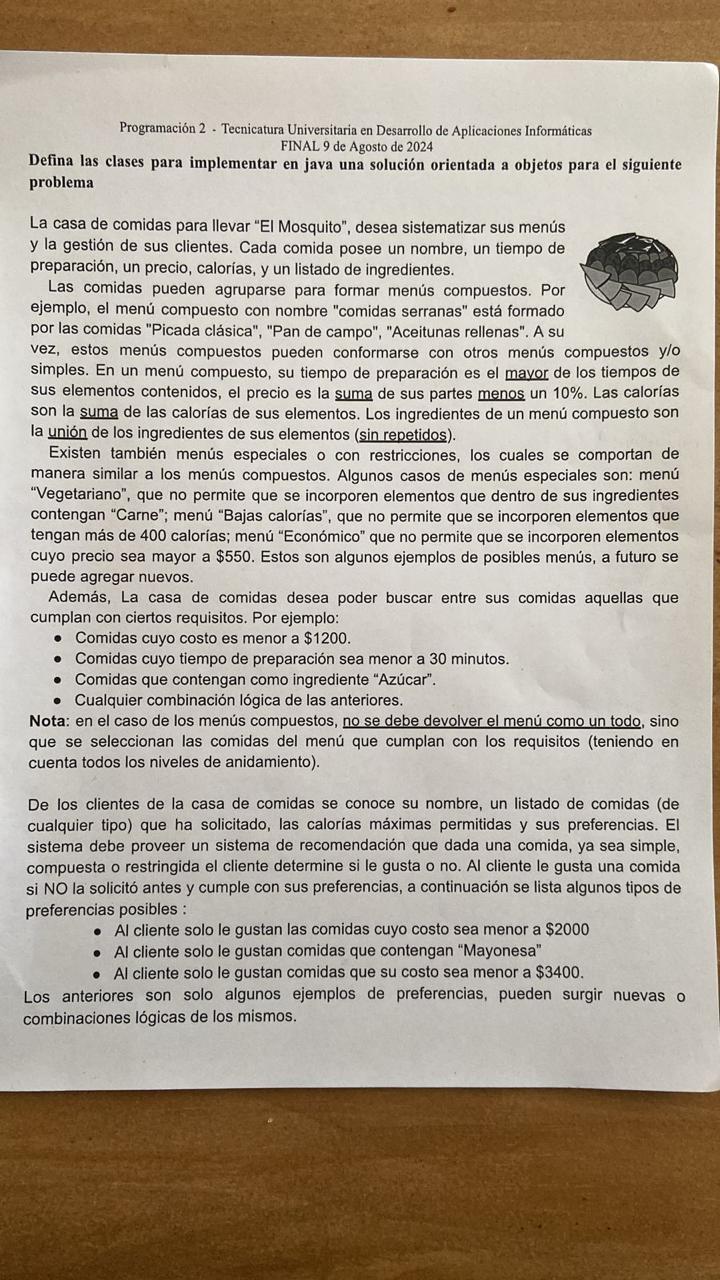 Programación 2 - Tecnicatura Universitaria en Desarrollo de Aplicaciones Informáticas
FINAL 9 de Agosto de 2024
Defina las clases para implementar en java una solución orientada a objetos para el siguiente
problema
La casa de comidas para llevar “El Mosquito”, desea sistematizar sus menús
y la gestión de sus clientes. Cada comida posee un nombre, un tiempo de
preparación, un precio, calorías, y un listado de ingredientes.
Las comidas pueden agruparse para formar menús compuestos. Por
ejemplo, el menú compuesto con nombre "comidas serranas" está formado
por las comidas "Picada clásica", "Pan de campo", "Aceitunas rellenas". A su
vez, estos menús compuestos pueden conformarse con otros menús compuestos y/o
simples. En un menú compuesto, su tiempo de preparación es el mayor de los tiempos de
sus elementos contenidos, el precio es la suma de sus partes menos un 10%. Las calorías
son la suma de las calorías de sus elementos. Los ingredientes de un menú compuesto son
la unión de los ingredientes de sus elementos (sin repetidos).
Existen también menús especiales o con restricciones, los cuales se comportan de
manera similar a los menús compuestos. Algunos casos de menús especiales son: menú
“Vegetariano”, que no permite que se incorporen elementos que dentro de sus ingredientes
contengan “Carne”; menú “Bajas calorías”, que no permite que se incorporen elementos que
tengan más de 400 calorías; menú “Económico” que no permite que se incorporen elementos
cuyo precio sea mayor a $550. Estos son algunos ejemplos de posibles menús, a futuro se
puede agregar nuevos.
Además, La casa de comidas desea poder buscar entre sus comidas aquellas que
cumplan con ciertos requisitos. Por ejemplo:
● Comidas cuyo costo es menor a $1200.
● Comidas cuyo tiempo de preparación sea menor a 30 minutos.
● Comidas que contengan como ingrediente “Azúcar”.
● Cualquier combinación lógica de las anteriores.
Nota: en el caso de los menús compuestos, no se debe devolver el menú como un todo, sino
que se seleccionan las comidas del menú que cumplan con los requisitos (teniendo en
cuenta todos los niveles de anidamiento).
De los clientes de la casa de comidas se conoce su nombre, un listado de comidas (de
cualquier tipo) que ha solicitado, las calorías máximas permitidas y sus preferencias. El
sistema debe proveer un sistema de recomendación que dada una comida, ya sea simple,
compuesta o restringida el cliente determine si le gusta o no. Al cliente le gusta una comida
si NO la solicitó antes y cumple con sus preferencias, a continuación se lista algunos tipos de
preferencias posibles :
● Al cliente solo le gustan las comidas cuyo costo sea menor a $2000
● Al cliente solo le gustan comidas que contengan “Mayonesa”
● Al cliente solo le gustan comidas que su costo sea menor a $3400.
Los anteriores son solo algunos ejemplos de preferencias, pueden surgir nuevas o
combinaciones lógicas de los mismos.